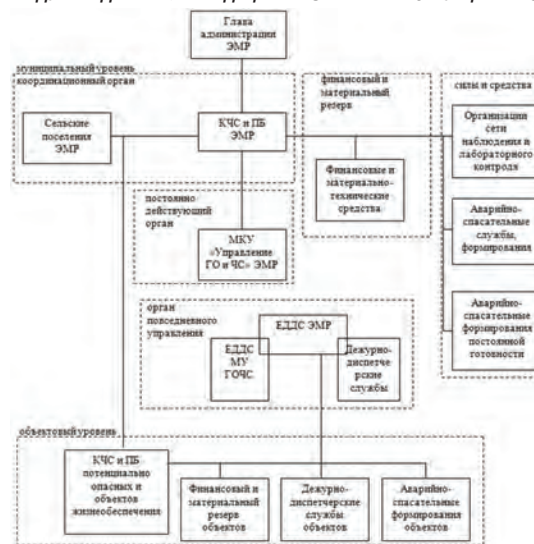 Глава
администрации
ЭМР
муниципальный уровень
координационный орган
Сельские
поселения
ЭМР
КЧС и ПБ
ЭМР
финансовый и
материальный
резерв
Финансовые и
материально-
технические
средства
силы и средства
Организации
сети
наблюдения и
лабораторного
контроля
Аварийно-
спасательные
службы,
формирования
Аварийно-
спасательные
формирования
постоянной
готовности
постоянно
действующий
орган
МКУ
«Управление
ГО и ЧС» ЭМР
орган
повседневного
управления
ЕДДС ЭМР
ЕДДС
МУ
ГОЧС
Дежурно-
диспетче
рские
службы
объектовый уровень
КЧС и ПБ
потенциально
опасных и
объектов
жизнеобеспечения
Финансовый и
материальный
резерв
объектов
Дежурно-
диспетчерские
службы
объектов
Аварийно-
спасательные
формирования
объектов